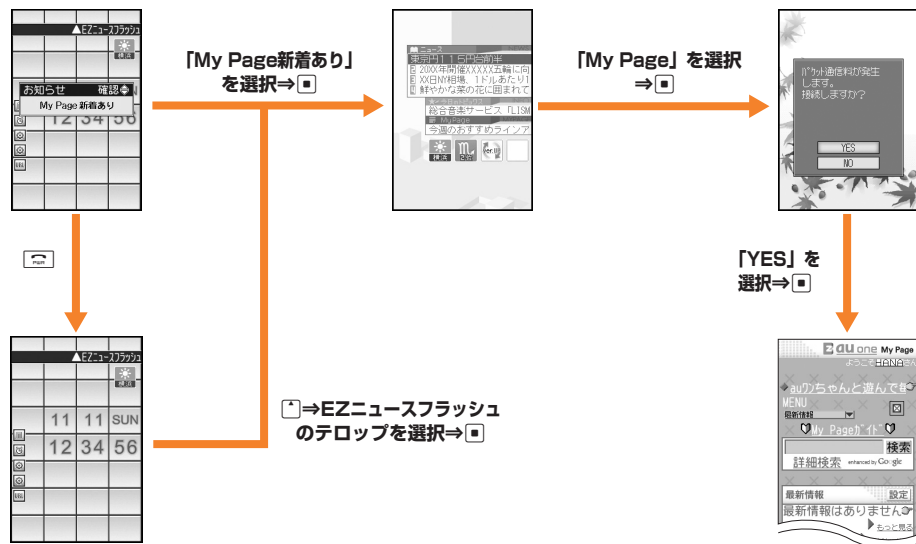 ▲EZニュースフラッシュ
横浜
お知らせ 確認
My Page 新着あり
12 34 56
「My Page新着あり」
を選択⇒
ニュース
東京円115円台前半
20XX年開催XXXXX五輪に向
XX日NY相場、1ドルあたり1
鮮やかな菜の花に囲まれて
総合音楽サービス「LISM
MyPage
今週のおすすめラインア
横浜
「My Page」を選択
⇒
パケット通信料が発生
します。
接続しますか?
YES
NO
PWR
「YES」を
選択⇒
▲EZニュースフラッシュ
横浜
11 11 SUN
12 34 56
⇒EZニュースフラッシュ
のテロップを選択⇒
au one My Page
ようこそHANAさん
auワンちゃんと遊んで
MENU
最新情報
My Pageガイド
検索
詳細検索 enhanced by Google
最新情報 設定
最新情報はありません
もっと見る